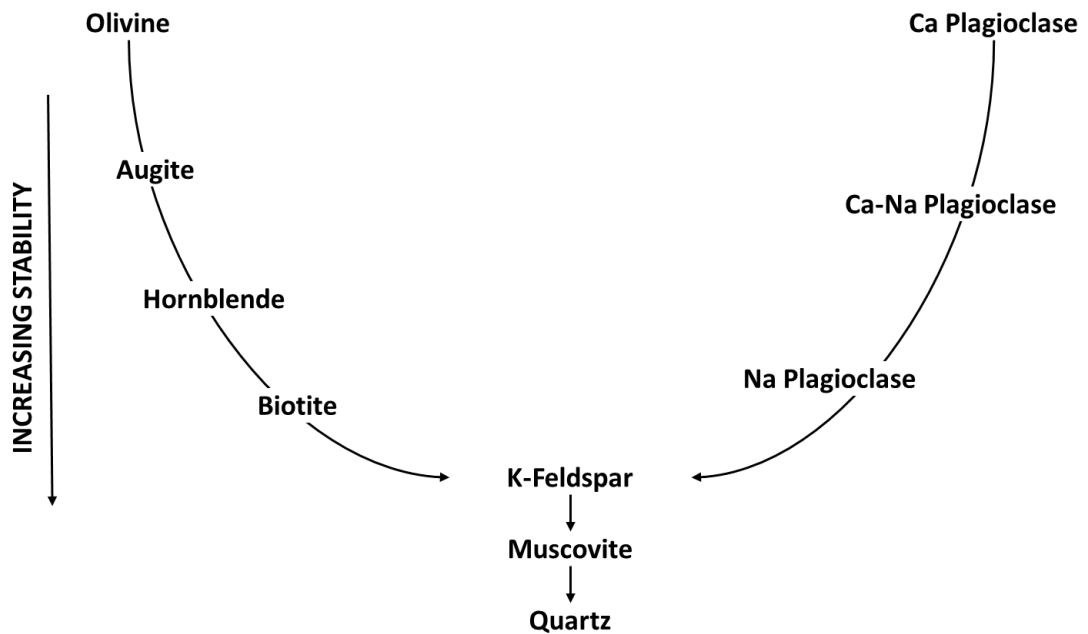 Olivine
Ca Plagioclase
Augite
Ca-Na Plagioclase
INCREASING STABILITY
Hornblende
Na Plagioclase
Biotite
K-Feldspar
Muscovite
Quartz